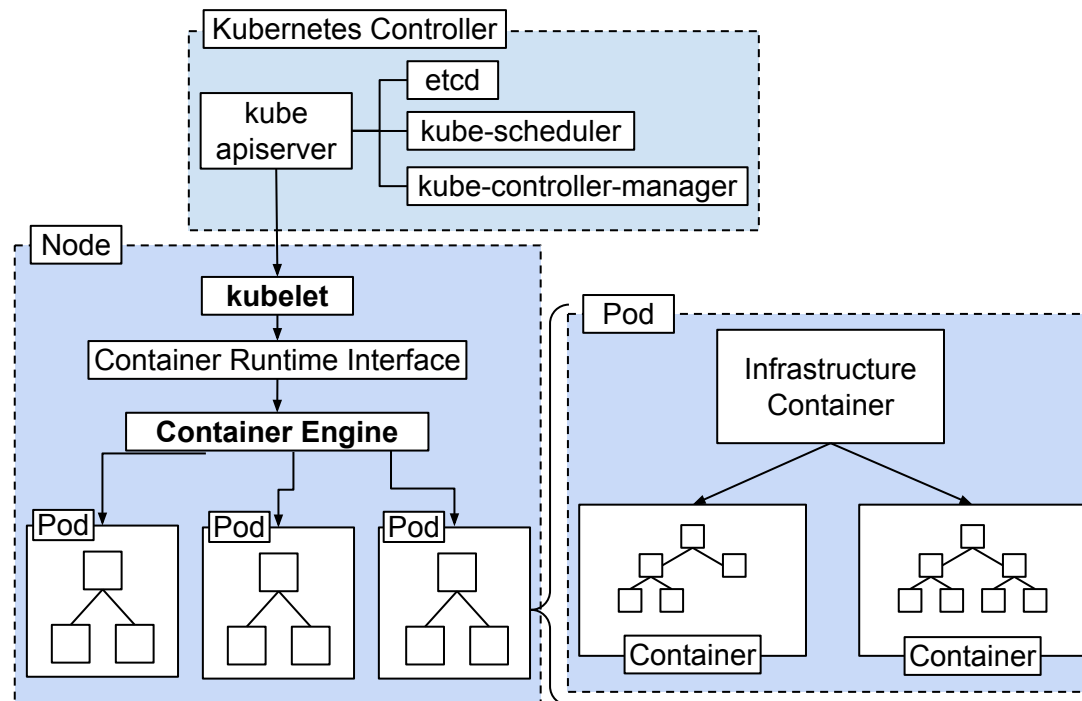 Kubernetes Controller
etcd
kube
apiserver
kube-scheduler
kube-controller-manager
Node
kubelet
Container Runtime Interface
Container Engine
Pod
Pod
Pod
Pod
Infrastructure
Container
Container
Container